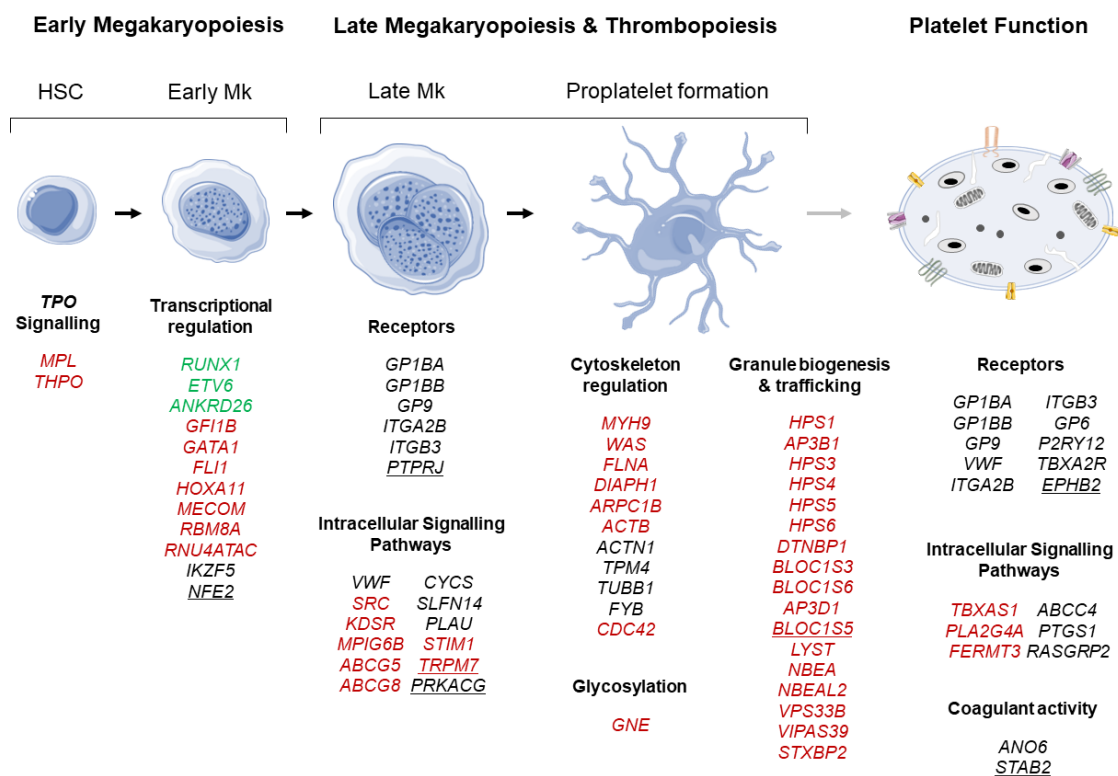 Early Megakaryopoiesis
Late Megakaryopoiesis & Thrombopoiesis
Platelet Function
HSC
Early Mk
Late Mk
Proplatelet formation
TPO
Signalling
MPL
THPO
Transcriptional
regulation
RUNX1
ETV6
ANKRD26
GFI1B
GATA1
FLI1
HOXA11
MECOM
RBM8A
RNU4ATAC
IKZF5
NFE2
Receptors
GP1BA
GP1BB
GP9
ITGA2B
ITGB3
PTPRJ
Intracellular Signalling
Pathways
VWF CYCS
SRC SLFN14
KDSR PLAU
MPIG6B STIM1
ABCG5 TRPM7
ABCG8 PRKACG
Cytoskeleton
regulation
MYH9
WAS
FLNA
DIAPH1
ARPC1B
ACTB
ACTN1
TPM4
TUBB1
FYB
CDC42
Glycosylation
GNE
Granule biogenesis
& trafficking
HPS1
AP3B1
HPS3
HPS4
HPS5
HPS6
DTNBP1
BLOC1S3
BLOC1S6
AP3D1
BLOC1S5
LYST
NBEA
NBEAL2
VPS33B
VIPAS39
STXBP2
Receptors
GP1BA ITGB3
GP1BB GP6
GP9 P2RY12
VWF TBXA2R
ITGA2B EPHB2
Intracellular Signalling
Pathways
TBXAS1 ABCC4
PLA2G4A PTGS1
FERMT3 RASGRP2
Coagulant activity
ANO6
STAB2